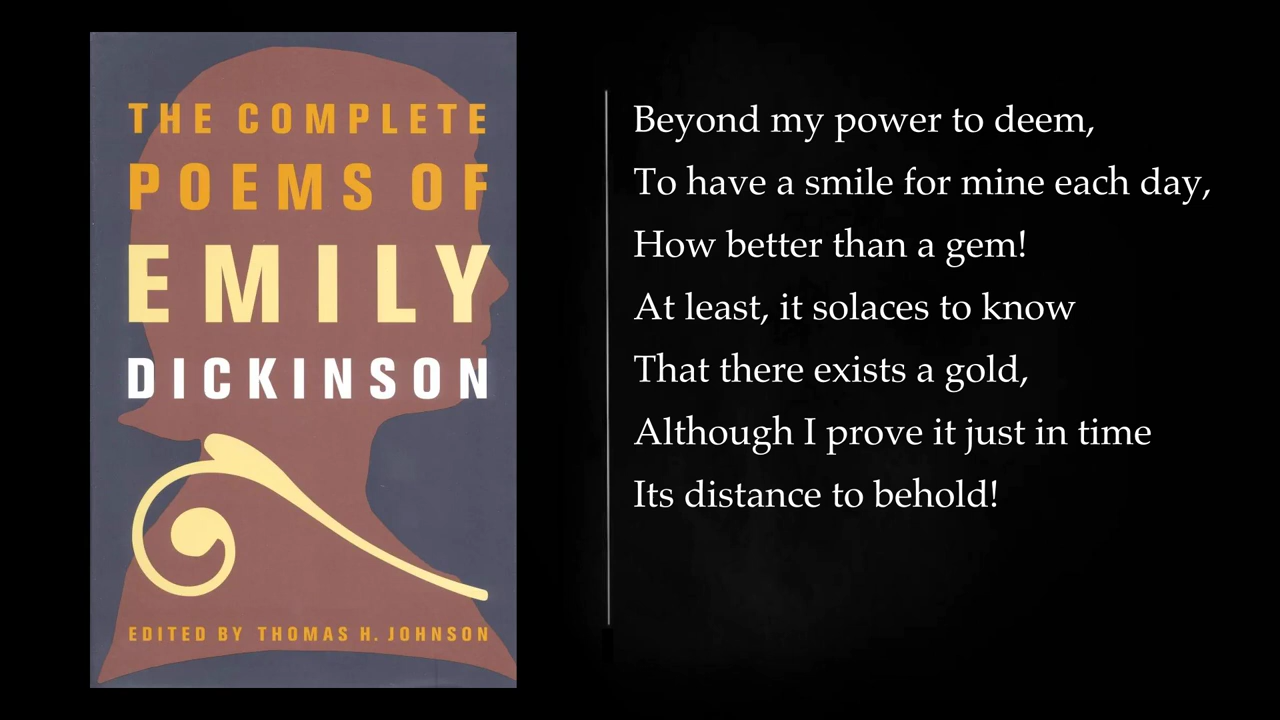 THE COMPLETE
POEMS OF
EMILY
DICKINSON
EDITED BY THOMAS H. JOHNSON
Beyond my power to deem,
To have a smile for mine each day,
How better than a gem!
At least, it solaces to know
That there exists a gold,
Although I prove it just in time
Its distance to behold!